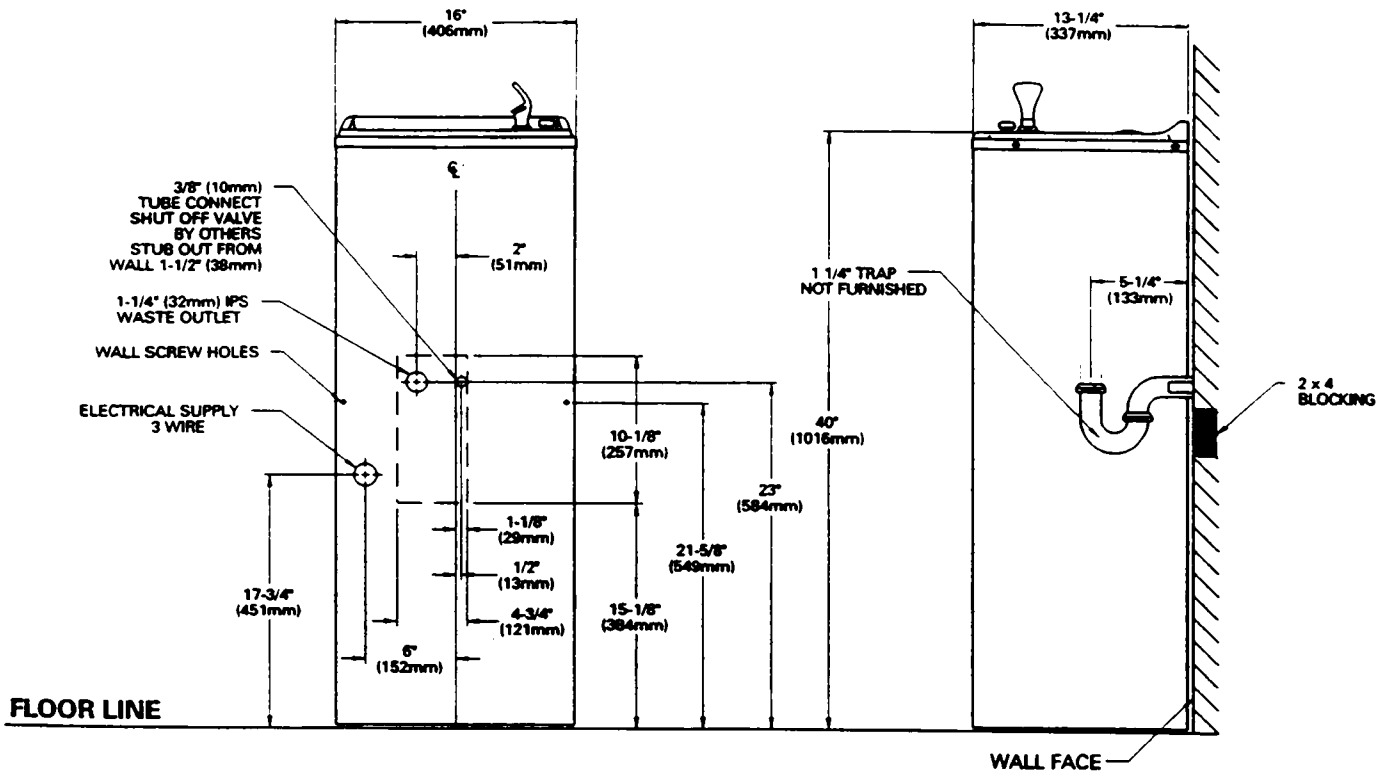 16"
(406mm)
13-1/4"
(337mm)
℄
3/8" (10mm)
TUBE CONNECT
SHUT OFF VALVE
BY OTHERS
STUB OUT FROM
WALL 1-1/2" (38mm)
2"
(51mm)
1-1/4" (32mm) IPS
WASTE OUTLET
WALL SCREW HOLES
ELECTRICAL SUPPLY
3 WIRE
1 1/4" TRAP
NOT FURNISHED
5-1/4"
(133mm)
2 x 4
BLOCKING
10-1/8"
(257mm)
40"
(1016mm)
23"
(584mm)
1-1/8"
(29mm)
21-5/8"
(549mm)
1/2"
(13mm)
17-3/4"
(451mm)
4-3/4"
(121mm)
15-1/8"
(384mm)
6"
(152mm)
FLOOR LINE
WALL FACE